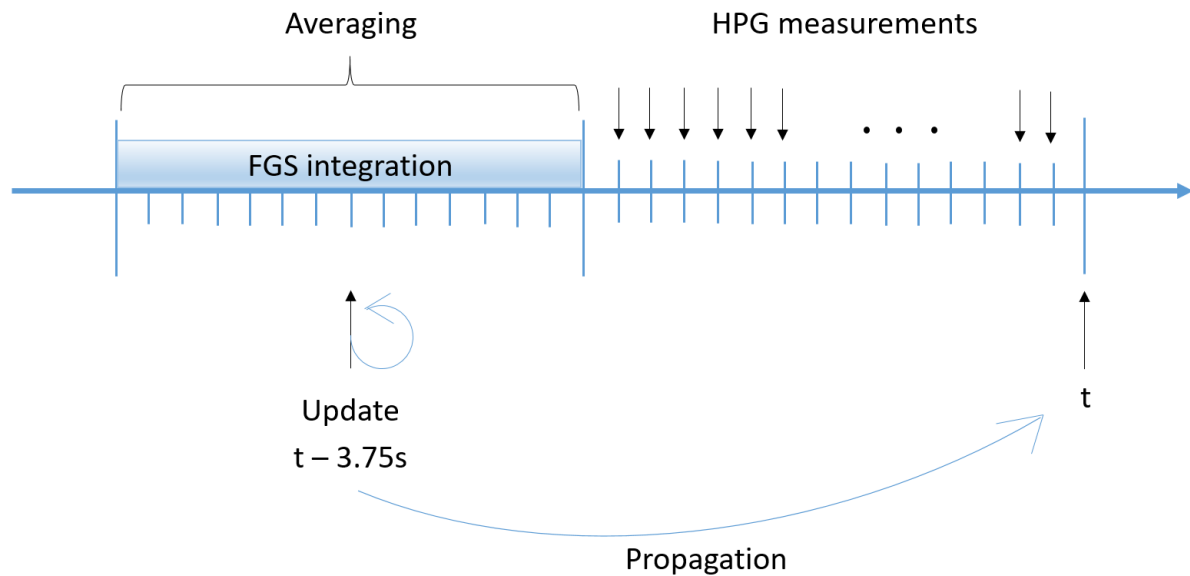 Averaging
HPG measurements
FGS integration
Update
t – 3.75s
t
Propagation